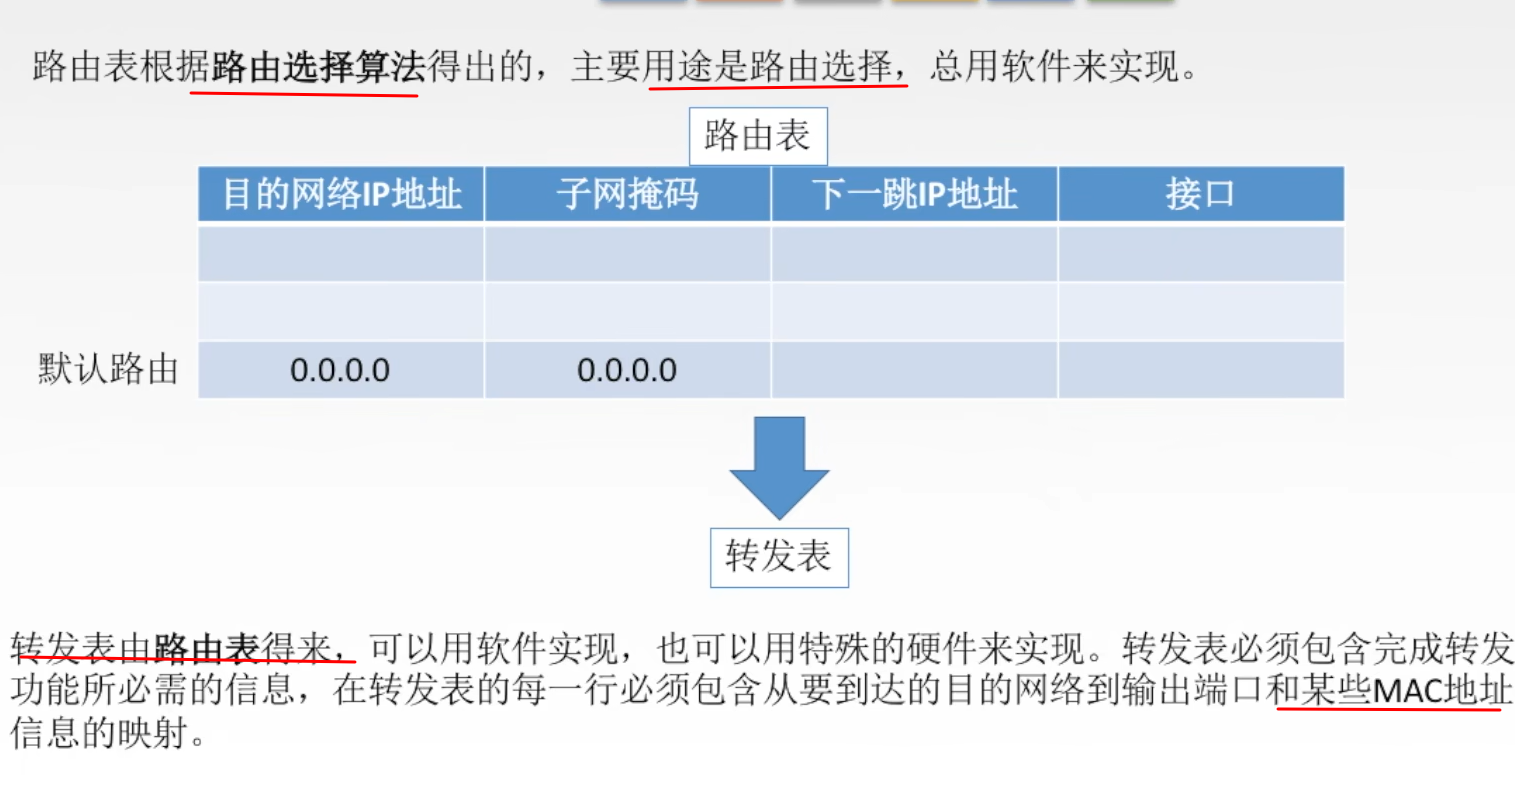 路由表根据路由选择算法得出的，主要用途是路由选择，总用软件来实现。
路由表
目的网络IP地址 子网掩码 下一跳IP地址 接口
默认路由 0.0.0.0 0.0.0.0
转发表
转发表由路由表得来，可以用软件实现，也可以用特殊的硬件来实现。转发表必须包含完成转发
功能所必需的信息，在转发表的每一行必须包含从要到达的目的网络到输出端口和某些MAC地址
信息的映射。